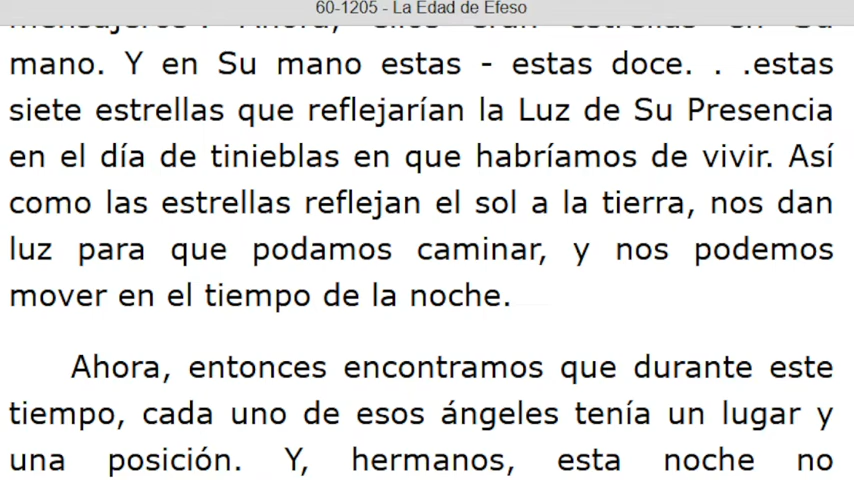 60-1205 - La Edad de Efeso
mano. Y en Su mano estas - estas doce. . .estas
siete estrellas que reflejarían la Luz de Su Presencia
en el día de tinieblas en que habríamos de vivir. Así
como las estrellas reflejan el sol a la tierra, nos dan
luz para que podamos caminar, y nos podemos
mover en el tiempo de la noche.
Ahora, entonces encontramos que durante este
tiempo, cada uno de esos ángeles tenía un lugar y
una posición. Y, hermanos, esta noche no